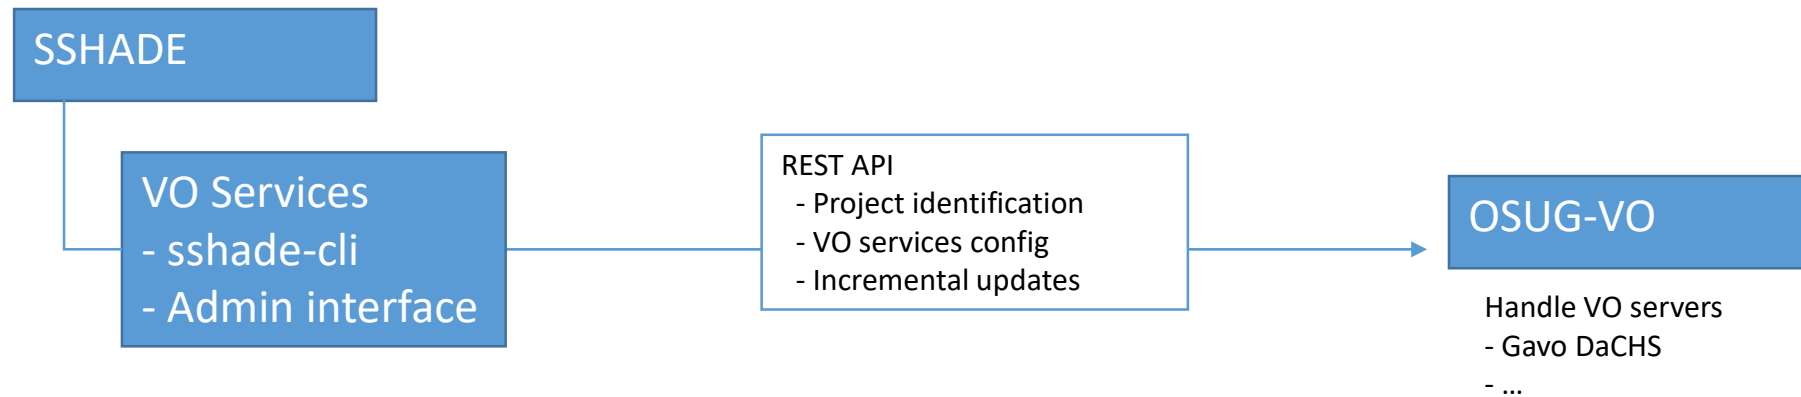 SSHADE
VO Services
- sshade-cli
- Admin interface
REST API
- Project identification
- VO services config
- Incremental updates
OSUG-VO
Handle VO servers
- Gavo DaCHS
- ...